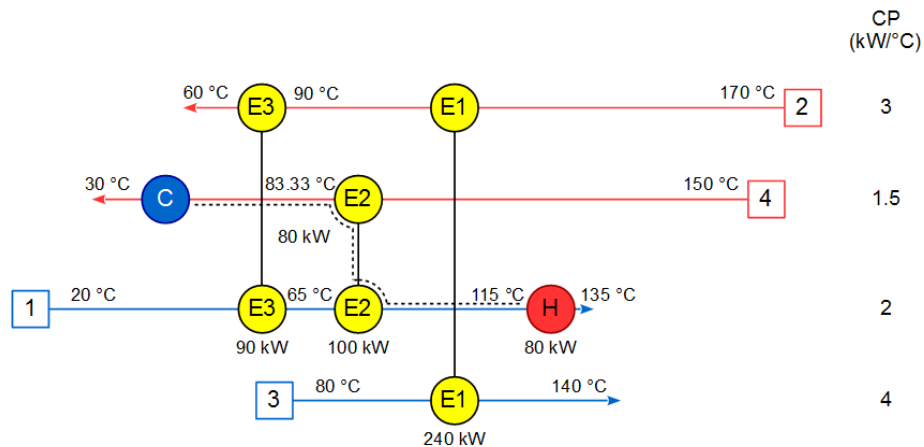 CP
(kW/°C)
60 °C E3 90 °C E1 170 °C 2 3
30 °C C 83.33 °C E2 150 °C 4 1.5
80 kW
1 20 °C E3 65 °C E2 115 °C H 135 °C 2
90 kW 100 kW 80 kW
3 80 °C E1 140 °C 4
240 kW